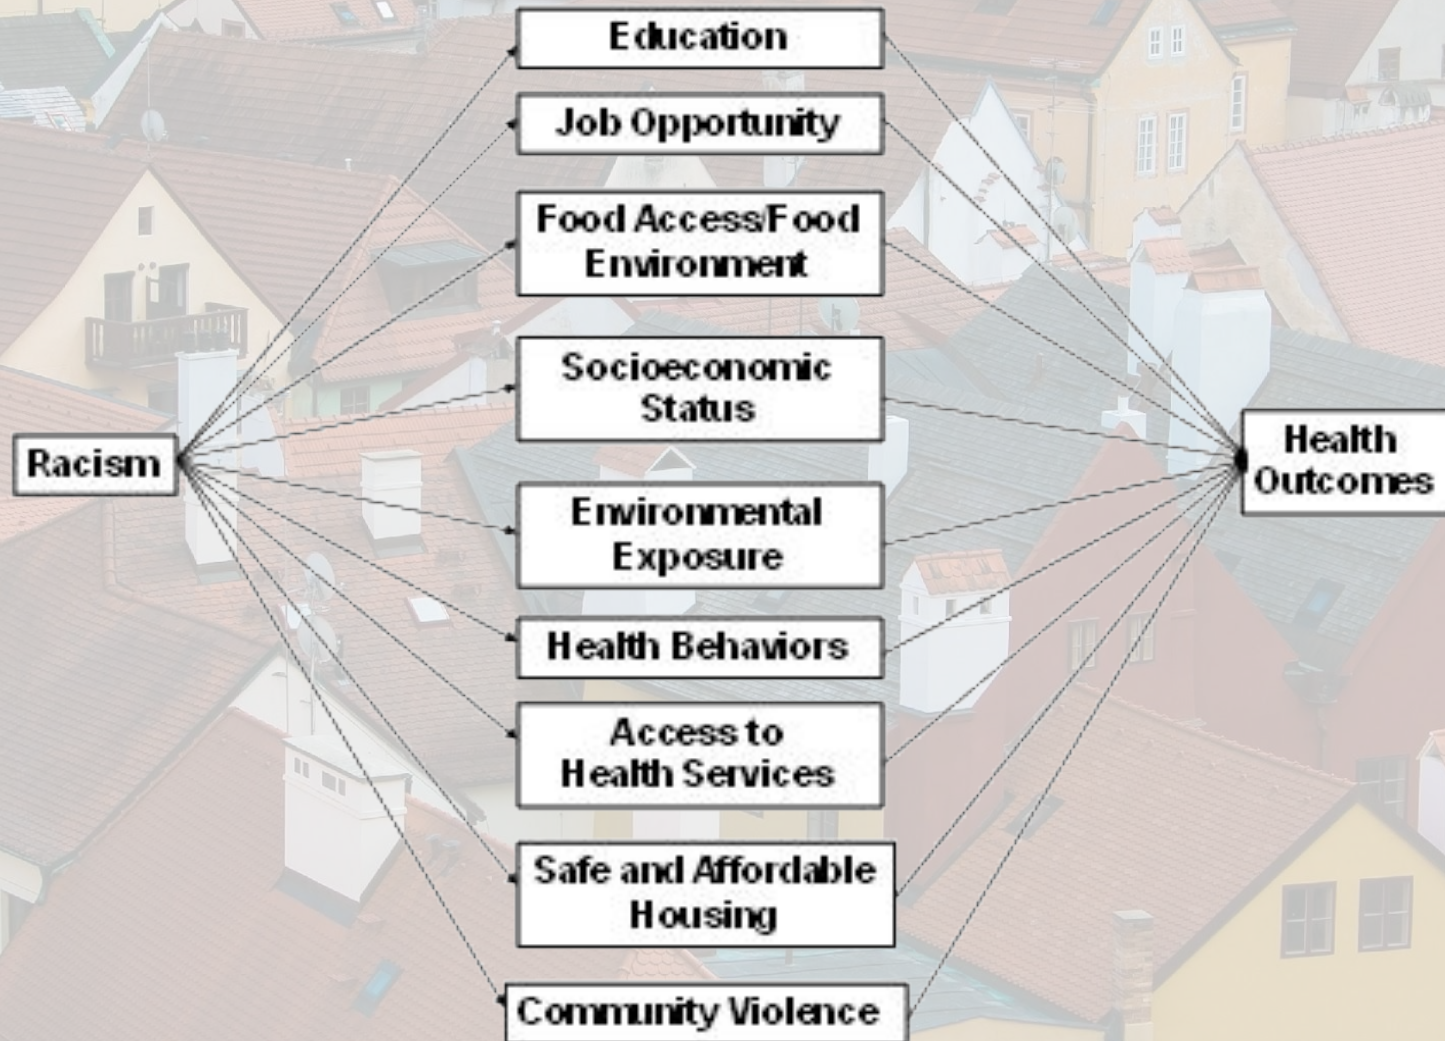 Education
Job Opportunity
Food Access/Food
Environment
Socioeconomic
Status
Racism
Health
Outcomes
Environmental
Exposure
Health Behaviors
Access to
Health Services
Safe and Affordable
Housing
Community Violence